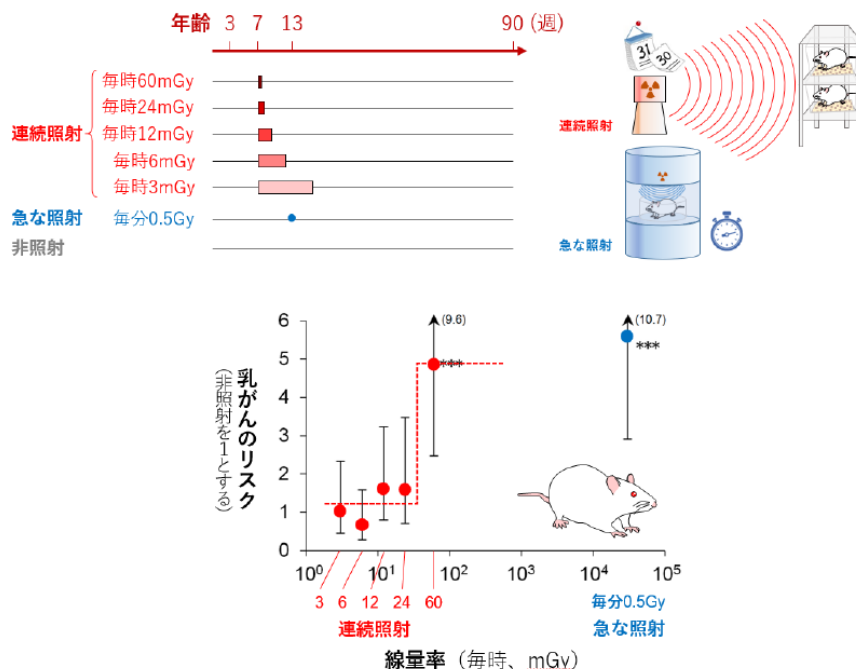 年齢 3 7 13 90 (週)
連続照射
毎時60mGy
毎時24mGy
毎時12mGy
毎時6mGy
毎時3mGy
急な照射 毎分0.5Gy
非照射
31
30
連続照射
急な照射
乳がんのリスク
(非照射を1とする)
6
5
4
3
2
1
0
(9.6)
***
(10.7)
***
10⁰ 10¹ 10² 10³ 10⁴ 10⁵
3 6 12 24 60
連続照射
毎分0.5Gy
急な照射
線量率(毎時、mGy)